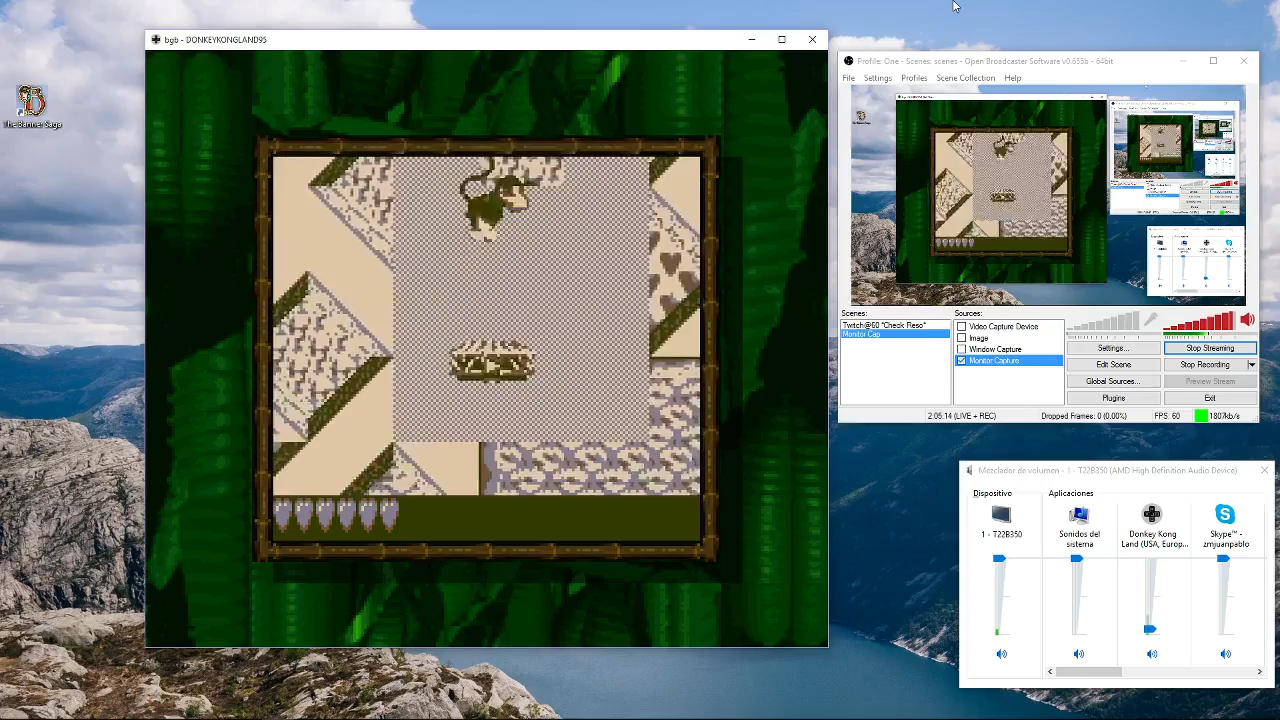 bgb - DONKEYKONGLAND95
The Banner Saga
Profile: One - Scenes: scenes - Open Broadcaster Software v0.655b - 64bit
File Settings Profiles Scene Collection Help
Scenes:
Twtch@60 "Check Reso"
Monitor Cap
Sources:
Video Capture Device
Image
Window Capture
Monitor Capture
Settings... Stop Streaming
Edit Scene Stop Recording
Global Sources... Preview Stream
Plugins Exit
2:05:14 (LIVE + REC) Dropped Frames: 0 (0.00%) FPS: 60 1807kb/s
Mezclador de volumen - 1 - T22B350 (AMD High Definition Audio Device)
Dispositivo Aplicaciones
1 - T22B350
Sonidos del
sistema
Donkey Kong
Land (USA, Europ...
Skype™ -
zmjuanpablo